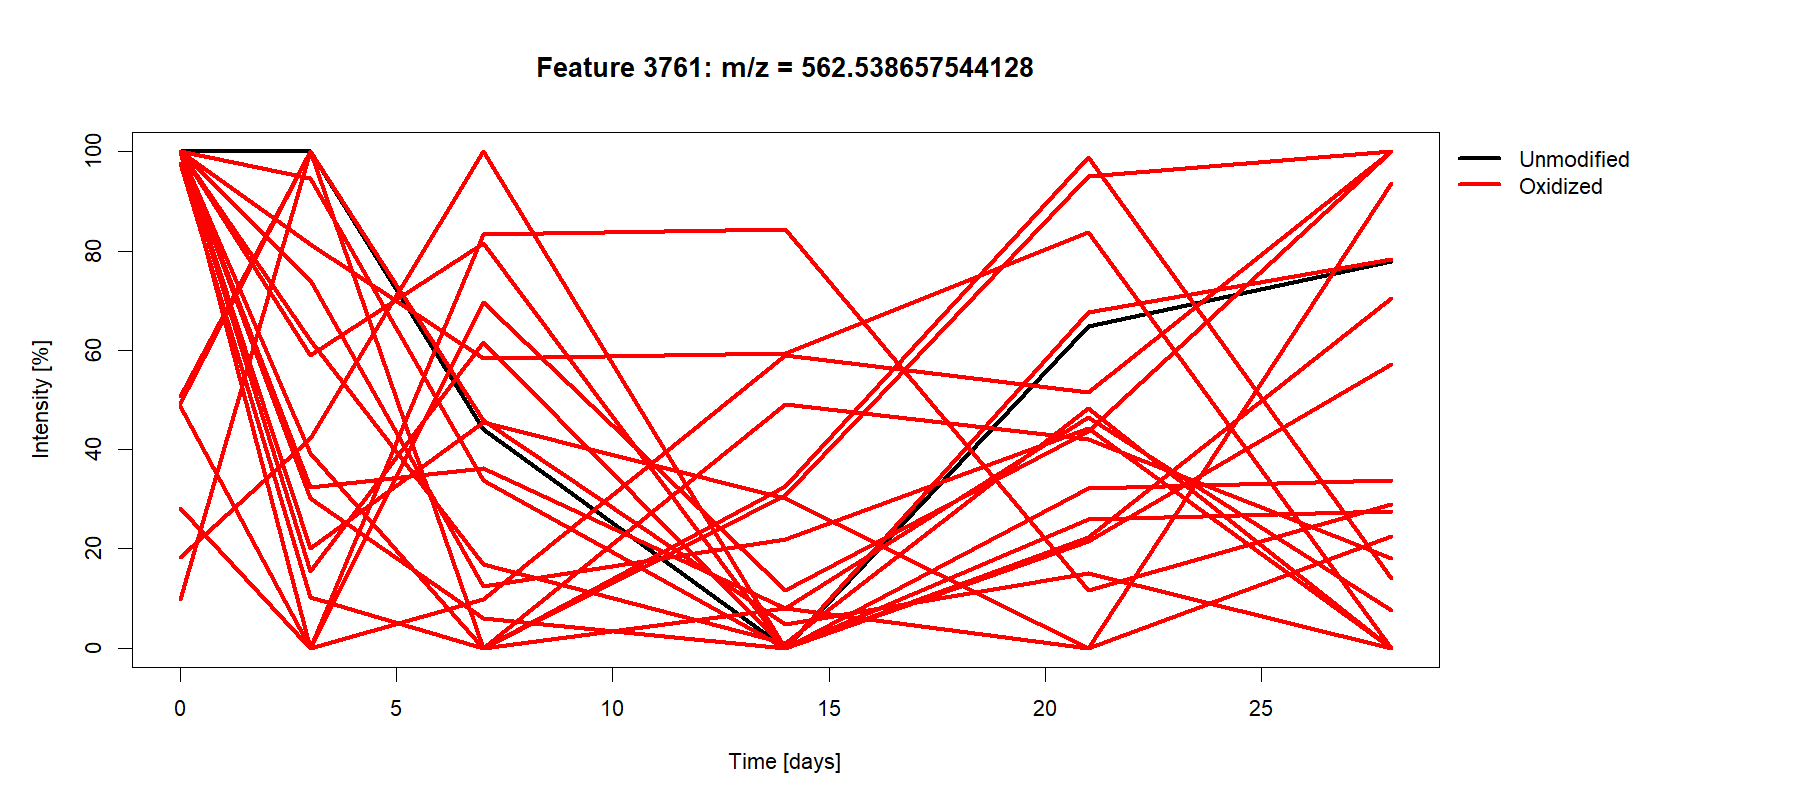 Feature 3761: m/z = 562.538657544128
Unmodified
Oxidized
Intensity [%]
100
80
60
40
20
0
0 5 10 15 20 25
Time [days]